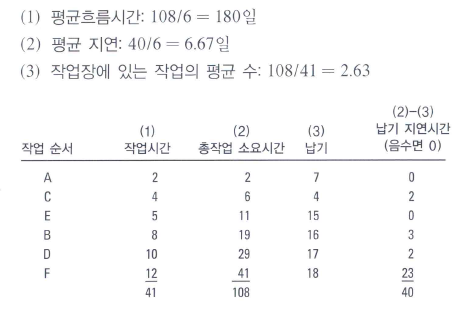 (1) 평균흐름시간: 108/6 = 180일
(2) 평균 지연: 40/6 = 6.67일
(3) 작업장에 있는 작업의 평균 수: 108/41 = 2.63
(2)-(3)
(1) (2) (3) 납기 지연시간
작업 순서 작업시간 총작업 소요시간 납기 (음수면 0)
A 2 2 7 0
C 4 6 4 2
E 5 11 15 0
B 8 19 16 3
D 10 29 17 2
F 12 41 18 23
41 108 40